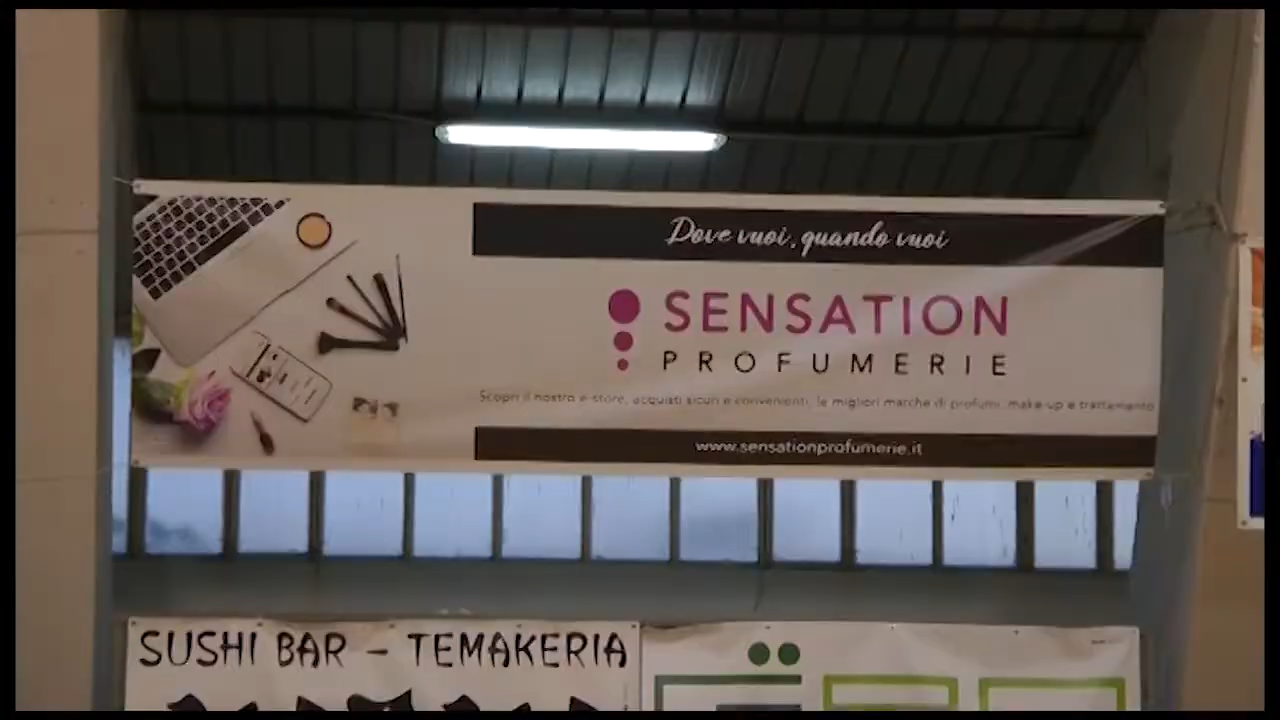 Dove vuoi, quando vuoi
SENSATION
PROFUMERIE
Scopri il nostro e-store, acquisti sicuri e convenienti, le migliori marche di profumi, make-up e trattamento
www.sensationprofumerie.it
SUSHI BAR - TEMAKERIA